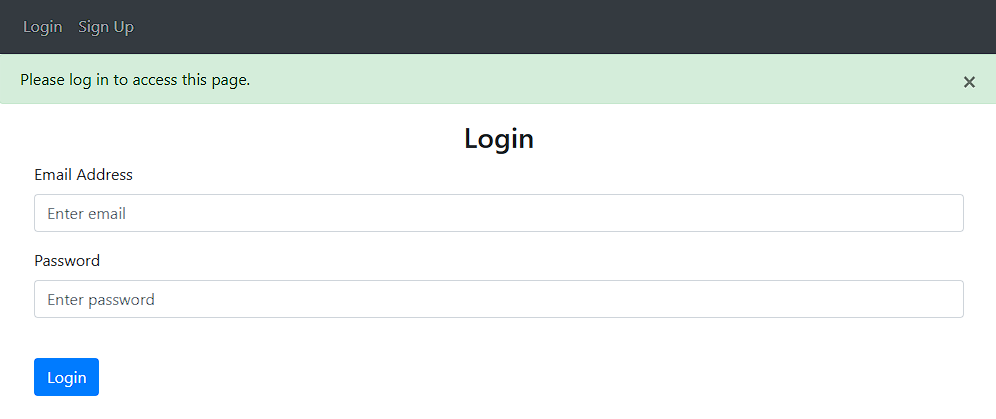 Login Sign Up
Please log in to access this page. ×
Login
Email Address
Enter email
Password
Enter password
Login